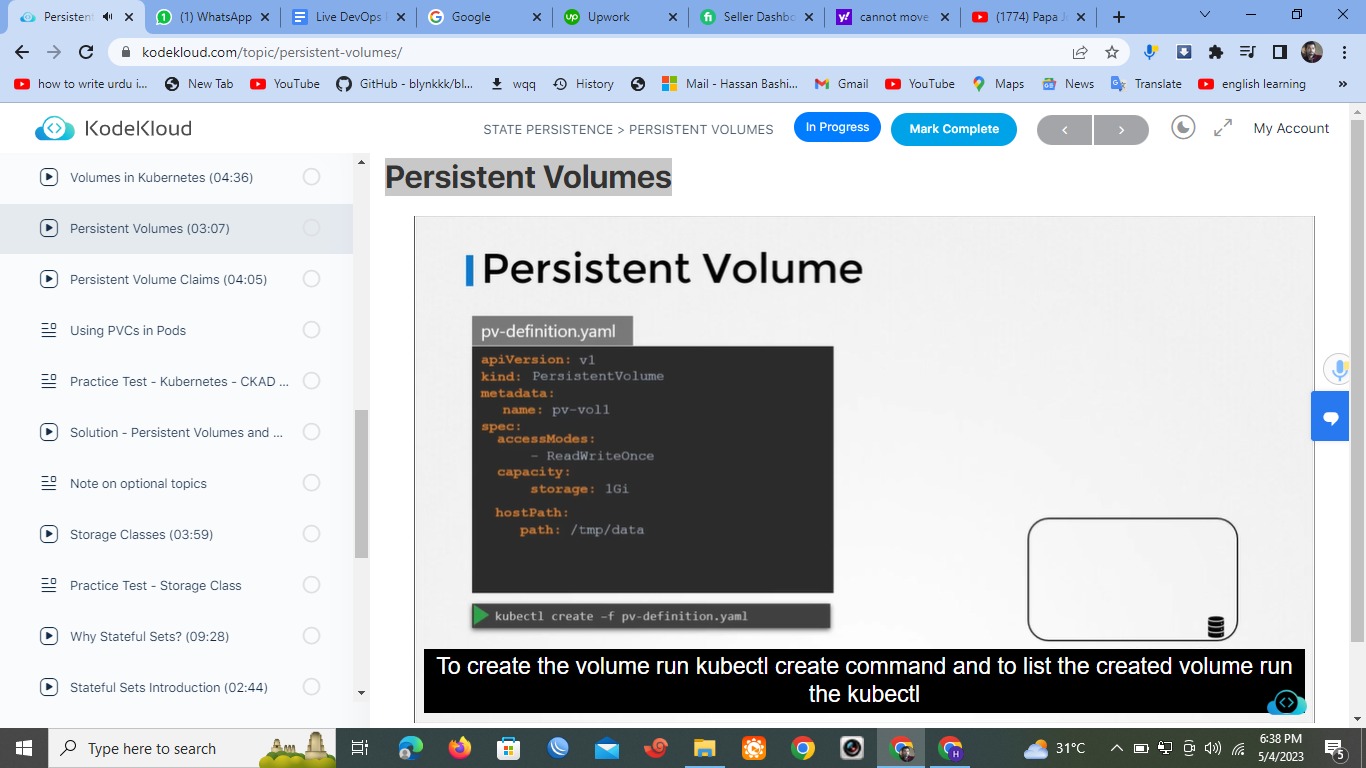 Persistent
(1) WhatsApp
Live DevOps
Google
Upwork
Seller Dashbo
cannot move
(1774) Papa J
kodekloud.com/topic/persistent-volumes/
how to write urdu i...
New Tab
YouTube
GitHub - blynkkk/bl...
wqq
History
Mail - Hassan Bashi...
Gmail
YouTube
Maps
News
Translate
english learning
KodeKloud
STATE PERSISTENCE > PERSISTENT VOLUMES
In Progress
Mark Complete
My Account
Volumes in Kubernetes (04:36)
Persistent Volumes (03:07)
Persistent Volume Claims (04:05)
Using PVCs in Pods
Practice Test - Kubernetes - CKAD ...
Solution - Persistent Volumes and ...
Note on optional topics
Storage Classes (03:59)
Practice Test - Storage Class
Why Stateful Sets? (09:28)
Stateful Sets Introduction (02:44)
Persistent Volumes
Persistent Volume
pv-definition.yaml
apiVersion: v1
kind: PersistentVolume
metadata:
name: pv-vol1
spec:
accessModes:
- ReadWriteOnce
capacity:
storage: 1Gi
hostPath:
path: /tmp/data
kubectl create –f pv-definition.yaml
To create the volume run kubectl create command and to list the created volume run
the kubectl
Type here to search
31°C
6:38 PM
5/4/2023
5